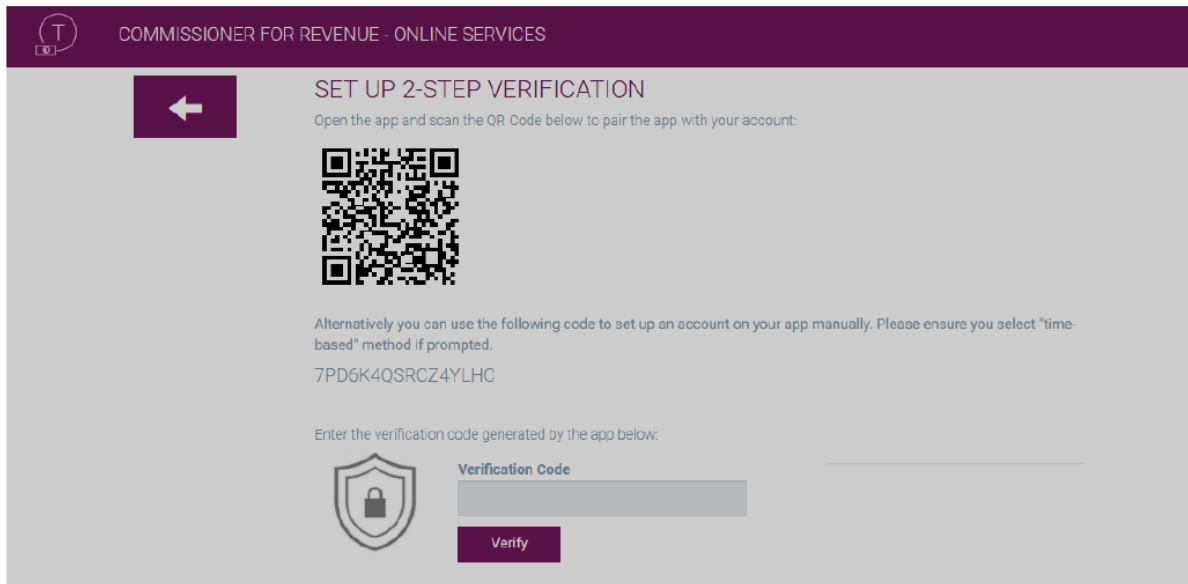 T
COMMISSIONER FOR REVENUE - ONLINE SERVICES
SET UP 2-STEP VERIFICATION
Open the app and scan the QR Code below to pair the app with your account:
Alternatively you can use the following code to set up an account on your app manually. Please ensure you select "time-
based" method if prompted.
7PD6K4QSRCZ4YLHC
Enter the verification code generated by the app below:
Verification Code
Verify